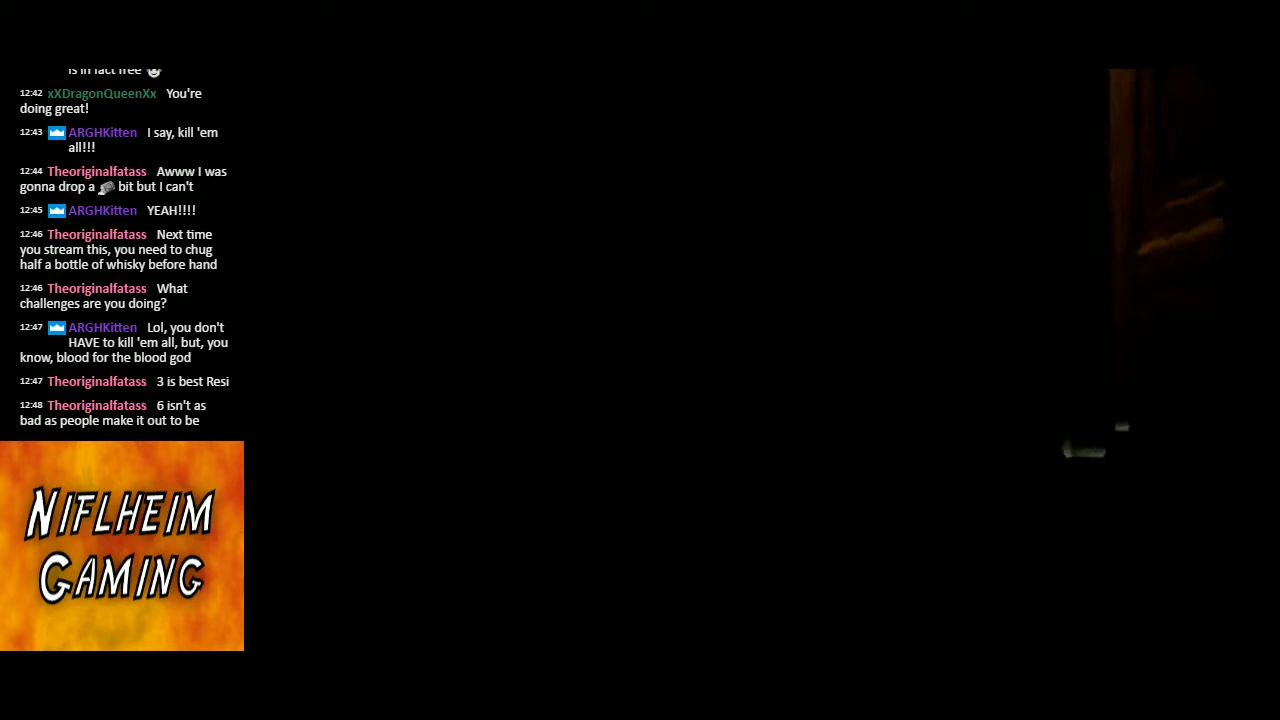 is in fact free
12:42 xXDragonQueenXx You're
doing great!
12:43 ARGHKitten I say, kill 'em
all!!!
12:44 Theoriginalfatass Awww I was
gonna drop a bit but I can't
12:45 ARGHKitten YEAH!!!!
12:46 Theoriginalfatass Next time
you stream this, you need to chug
half a bottle of whisky before hand
12:46 Theoriginalfatass What
challenges are you doing?
12:47 ARGHKitten Lol, you don't
HAVE to kill 'em all, but, you
know, blood for the blood god
12:47 Theoriginalfatass 3 is best Resi
12:48 Theoriginalfatass 6 isn't as
bad as people make it out to be
NIFLHEIM
GAMING